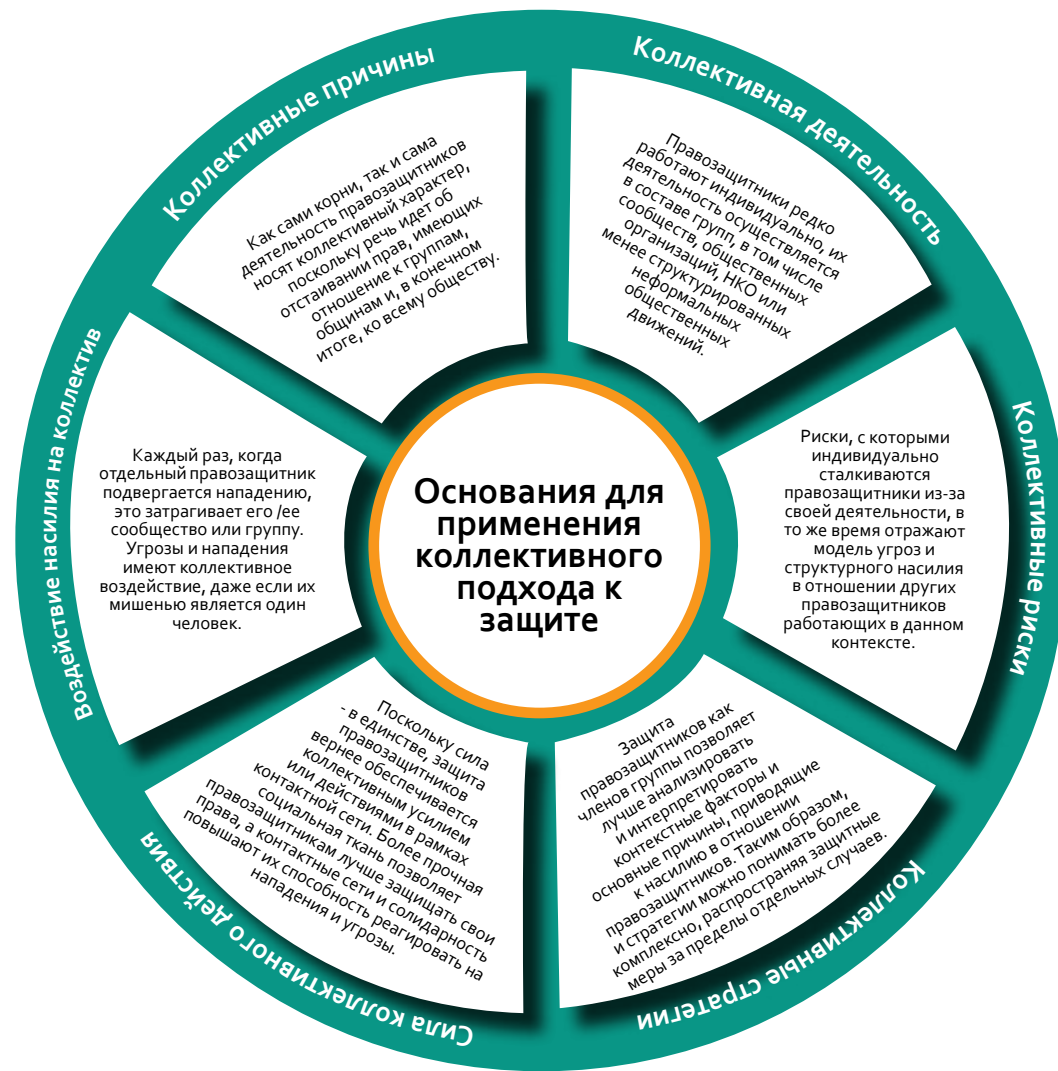 Основания для
применения
коллективного
подхода к
защите
Коллективные причины
Как сами корни, так и сама
деятельность правозащитников
носят коллективный характер,
поскольку речь идет об
отстаивании прав, имеющих
отношение к группам,
общинам и, в конечном
итоге, ко всему обществу.
Коллективная деятельность
Правозащитники редко
работают индивидуально, их
деятельность осуществляется
в составе групп, в том числе
сообществ, общественных
организаций, НКО или
менее структурированных
неформальных
общественных
движений.
Коллективные риски
Риски, с которыми
индивидуально
сталкиваются
правозащитники из-за
своей деятельности, в
то же время отражают
модель угроз и
структурного насилия
в отношении других
правозащитников
работающих в данном
контексте.
Коллективные стратегии
Защита
правозащитников как
членов группы позволяет
лучше анализировать
и интерпретировать
контекстные факторы и
основные причины, приводящие
к насилию в отношении
правозащитников. Таким образом,
и стратегии можно понимать более
комплексно, распространяя защитные
меры за пределы отдельных случаев.
Сила коллективного действия
Поскольку сила
- в единстве, защита
правозащитников
вернее обеспечивается
коллективным усилием
или действиями в рамках
контактной сети. Более прочная
социальная ткань позволяет
правозащитникам лучше защищать свои
права, а контактные сети и солидарность
повышают их способность реагировать на
нападения и угрозы.
Воздействие насилия на коллектив
Каждый раз, когда
отдельный правозащитник
подвергается нападению,
это затрагивает его /ее
сообщество или группу.
Угрозы и нападения
имеют коллективное
воздействие, даже если их
мишенью является один
человек.